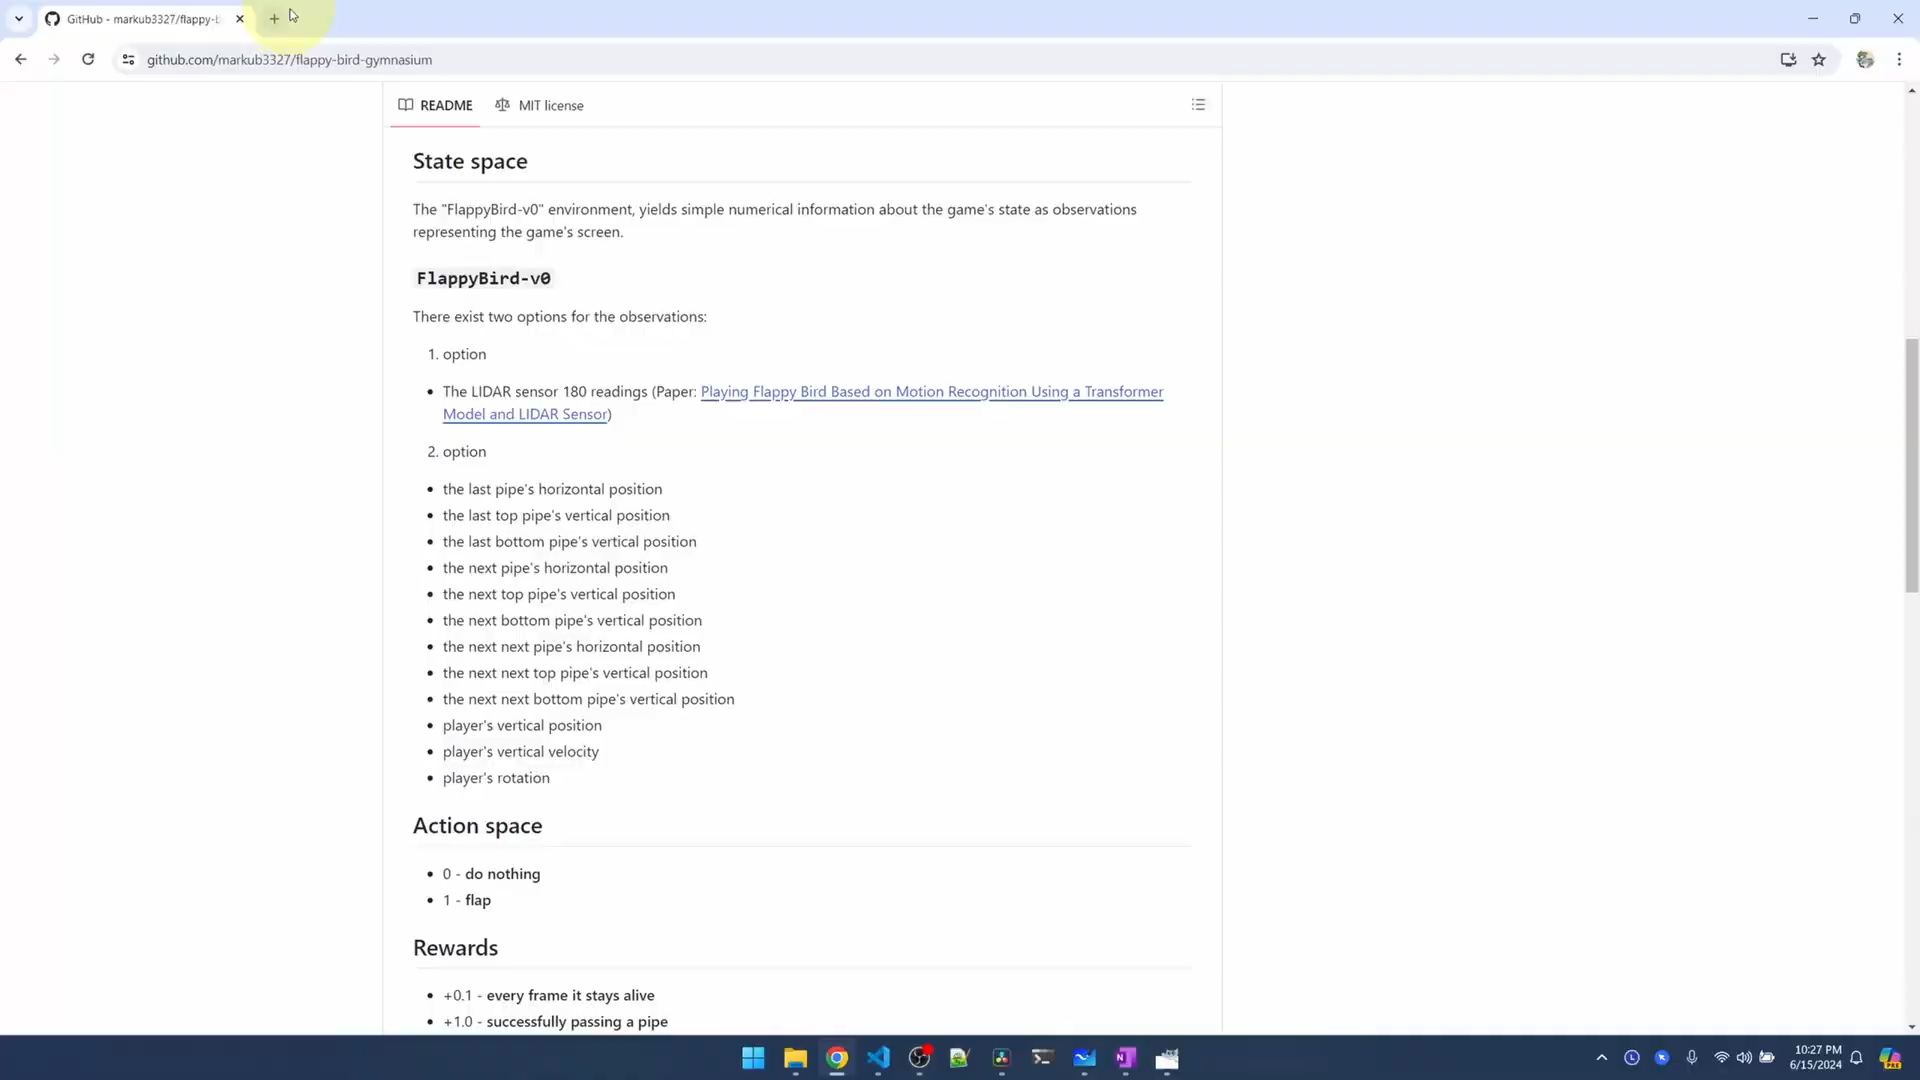 GitHub - markub3327/flappy-b
github.com/markub3327/flappy-bird-gymnasium
README
MIT license
State space
The "FlappyBird-v0" environment, yields simple numerical information about the game's state as observations
representing the game's screen.
FlappyBird-v0
There exist two options for the observations:
1. option
• The LIDAR sensor 180 readings (Paper: Playing Flappy Bird Based on Motion Recognition Using a Transformer
Model and LIDAR Sensor)
2. option
• the last pipe's horizontal position
• the last top pipe's vertical position
• the last bottom pipe's vertical position
• the next pipe's horizontal position
• the next top pipe's vertical position
• the next bottom pipe's vertical position
• the next next pipe's horizontal position
• the next next top pipe's vertical position
• the next next bottom pipe's vertical position
• player's vertical position
• player's vertical velocity
• player's rotation
Action space
• 0 - do nothing
• 1 - flap
Rewards
• +0.1 - every frame it stays alive
• +1.0 - successfully passing a pipe
10:27 PM
6/15/2024
PRE